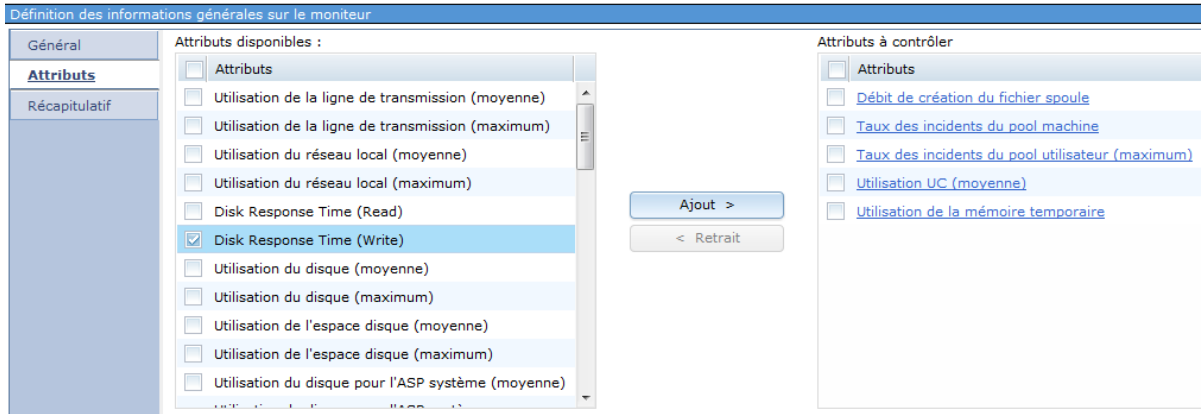 Définition des informations générales sur le moniteur
Général
Attributs
Récapitulatif
Attributs disponibles :
Attributs
Utilisation de la ligne de transmission (moyenne)
Utilisation de la ligne de transmission (maximum)
Utilisation du réseau local (moyenne)
Utilisation du réseau local (maximum)
Disk Response Time (Read)
Disk Response Time (Write)
Utilisation du disque (moyenne)
Utilisation du disque (maximum)
Utilisation de l'espace disque (moyenne)
Utilisation de l'espace disque (maximum)
Utilisation du disque pour l'ASP système (moyenne)
Ajout >
< Retrait
Attributs à contrôler
Attributs
Débit de création du fichier spoule
Taux des incidents du pool machine
Taux des incidents du pool utilisateur (maximum)
Utilisation UC (moyenne)
Utilisation de la mémoire temporaire